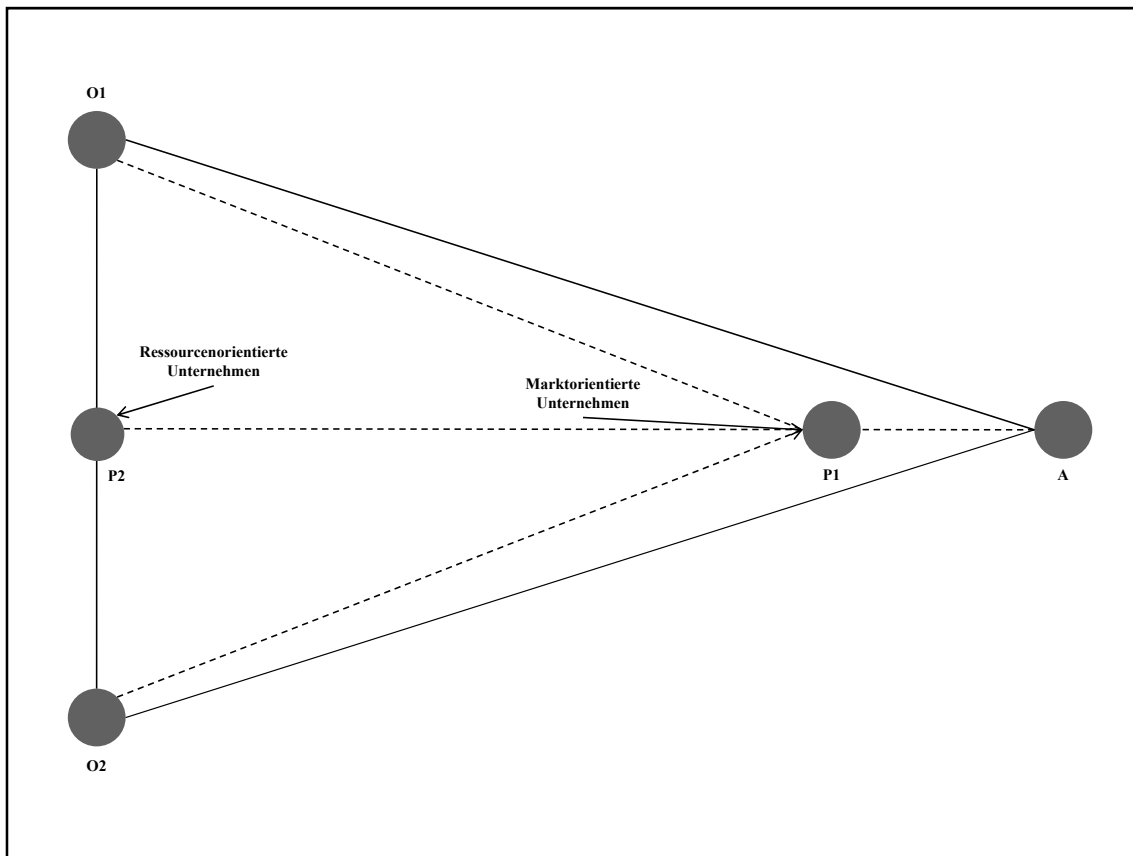 O1
Ressourcenorientierte
Unternehmen
Marktorientierte
Unternehmen
P2
P1
A
O2